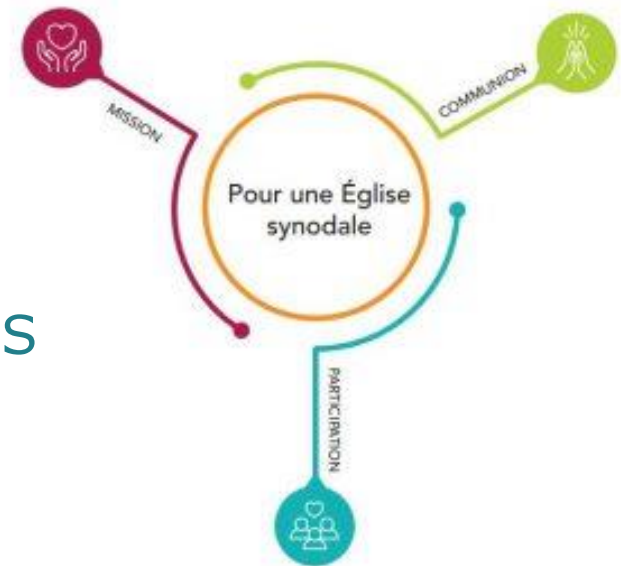 MISSION
COMMUNION
Pour une Église
synodale
S
PARTICIPATION